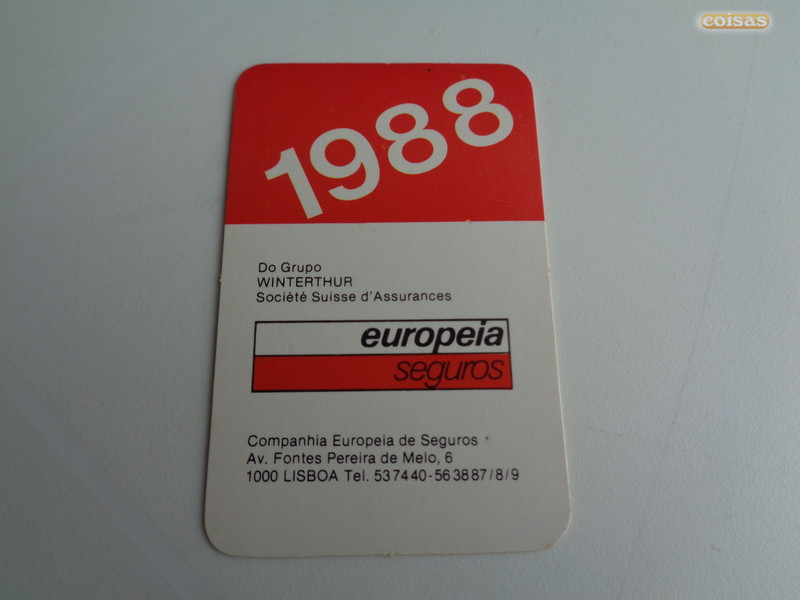 coisas
1988
Do Grupo
WINTERTHUR
Société Suisse d'Assurances
europeia
seguros
Companhia Europeia de Seguros
Av. Fontes Pereira de Melo, 6
1000 LISBOA Tel. 537440-563887/8/9